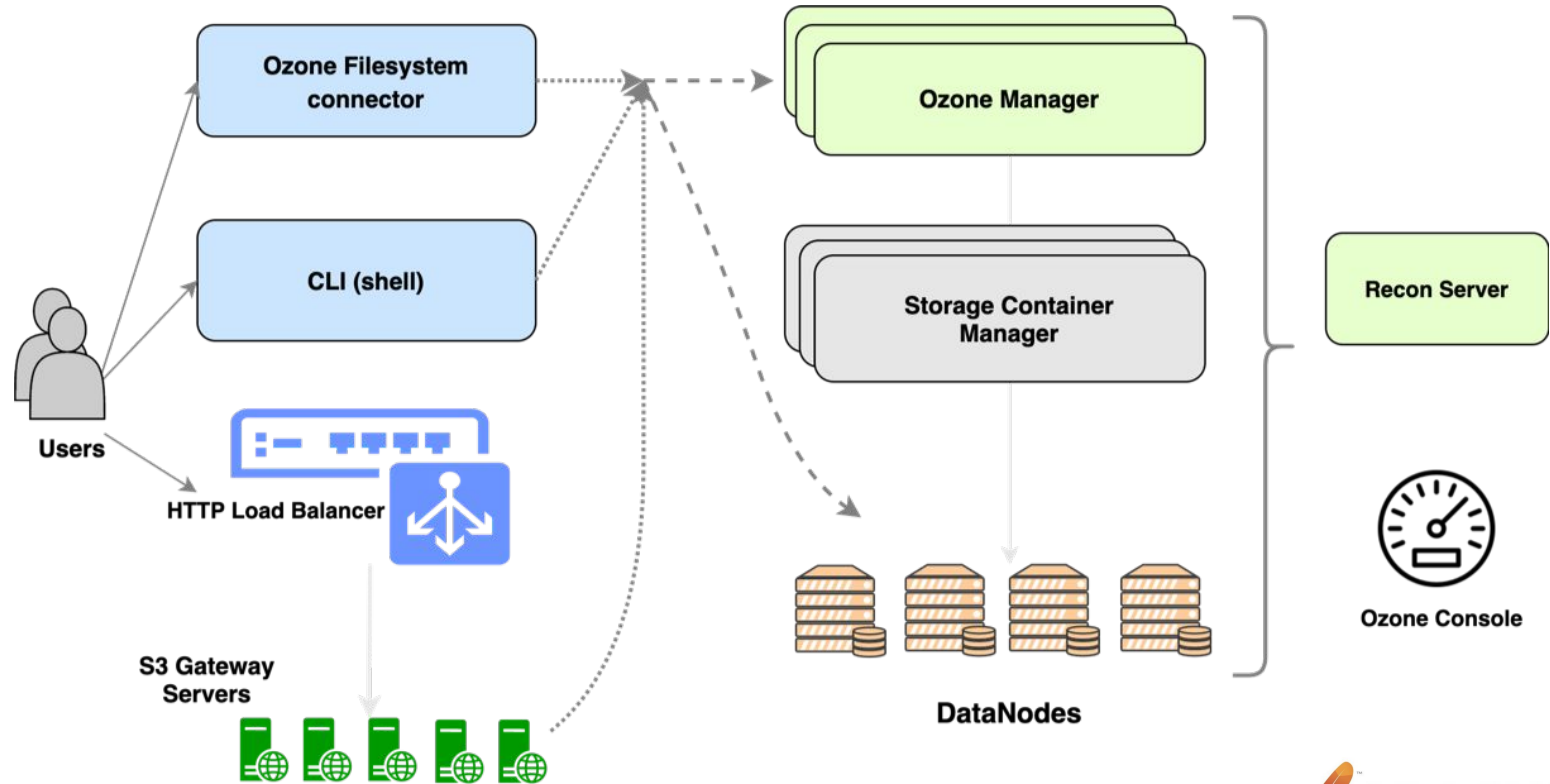 Ozone Filesystem
connector
CLI (shell)
Users
HTTP Load Balancer
S3 Gateway
Servers
Ozone Manager
Storage Container
Manager
DataNodes
Recon Server
Ozone Console